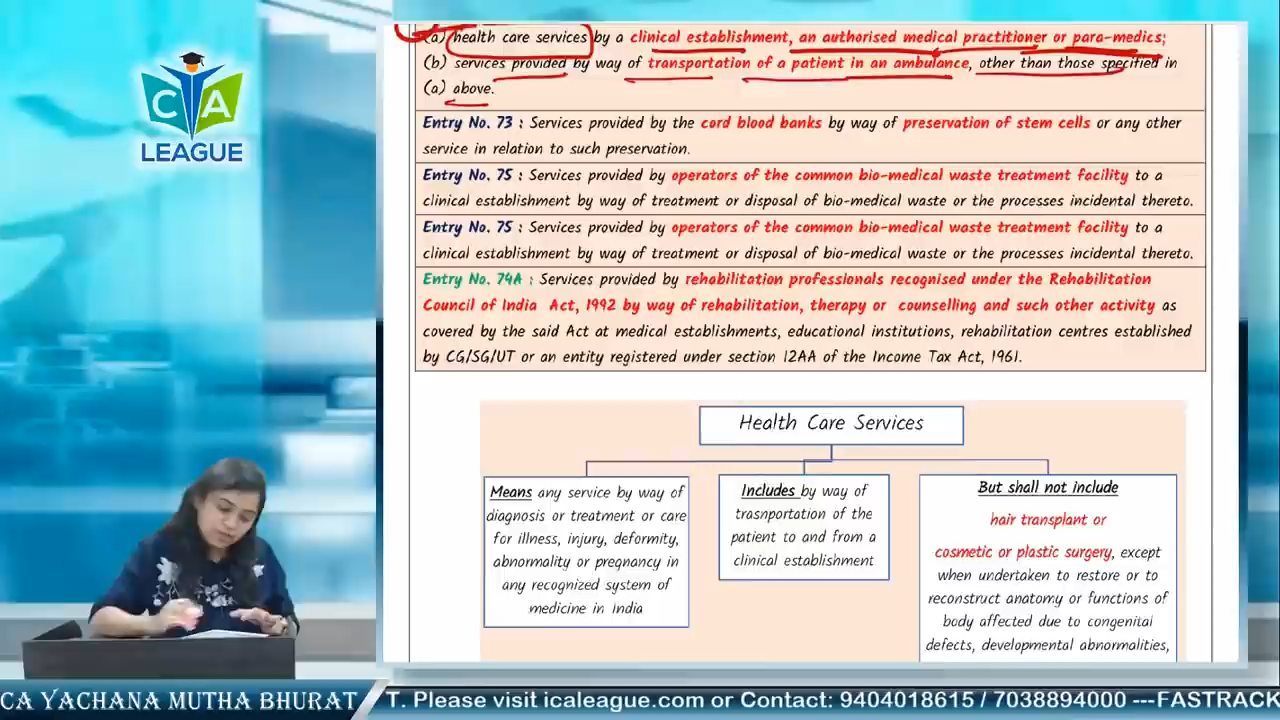 (a) health care services by a clinical establishment, an authorised medical practitioner or para-medics;
(b) services provided by way of transportation of a patient in an ambulance, other than those specified in
(a) above.
Entry No. 73 : Services provided by the cord blood banks by way of preservation of stem cells or any other
service in relation to such preservation.
Entry No. 75 : Services provided by operators of the common bio-medical waste treatment facility to a
clinical establishment by way of treatment or disposal of bio-medical waste or the processes incidental thereto.
Entry No. 75 : Services provided by operators of the common bio-medical waste treatment facility to a
clinical establishment by way of treatment or disposal of bio-medical waste or the processes incidental thereto.
Entry No. 74A : Services provided by rehabilitation professionals recognised under the Rehabilitation
Council of India Act, 1992 by way of rehabilitation, therapy or counselling and such other activity as
covered by the said Act at medical establishments, educational institutions, rehabilitation centres established
by CG/SG/UT or an entity registered under section 12AA of the Income Tax Act, 1961.
Health Care Services
Means any service by way of
diagnosis or treatment or care
for illness, injury, deformity,
abnormality or pregnancy in
any recognized system of
medicine in India
Includes by way of
trasnportation of the
patient to and from a
clinical establishment
But shall not include
hair transplant or
cosmetic or plastic surgery, except
when undertaken to restore or to
reconstruct anatomy or functions of
body affected due to congenital
defects, developmental abnormalities,
CA
LEAGUE
CA YACHANA MUTHA BHURAT
T. Please visit icaleague.com or Contact: 9404018615 / 7038894000 ---FASTRACK